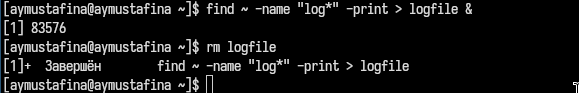 [aymustafina@aymustafina ~]$ find ~ -name "log*" -print > logfile &
[1] 83576
[aymustafina@aymustafina ~]$ rm logfile
[1]+  Завершён        find ~ -name "log*" -print > logfile
[aymustafina@aymustafina ~]$